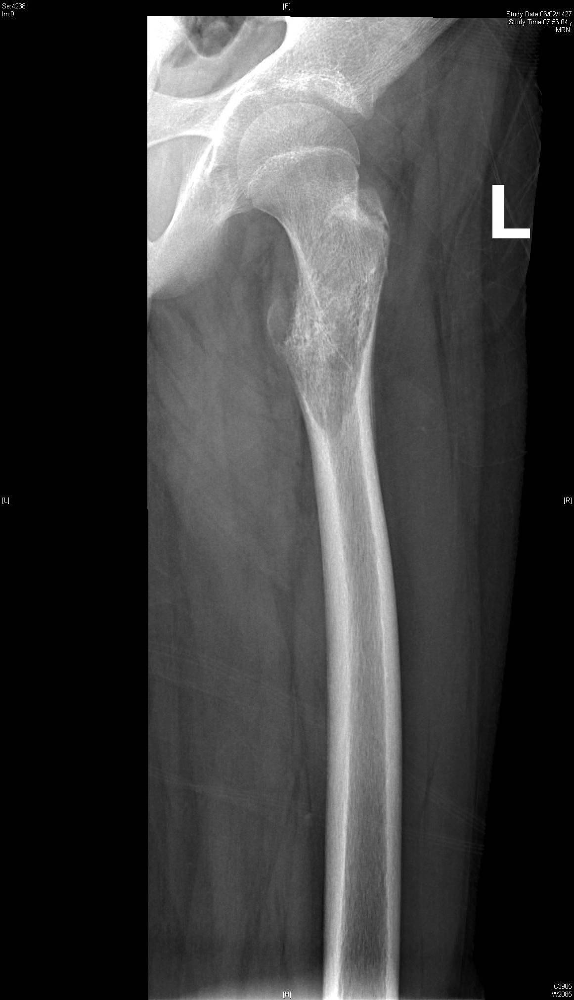 Se:4238
Im:9
[F]
Study Date:06/02/1427
Study Time:07:56:04 م
MRN:
L
[L]
[R]
[H]
C3905
W2085